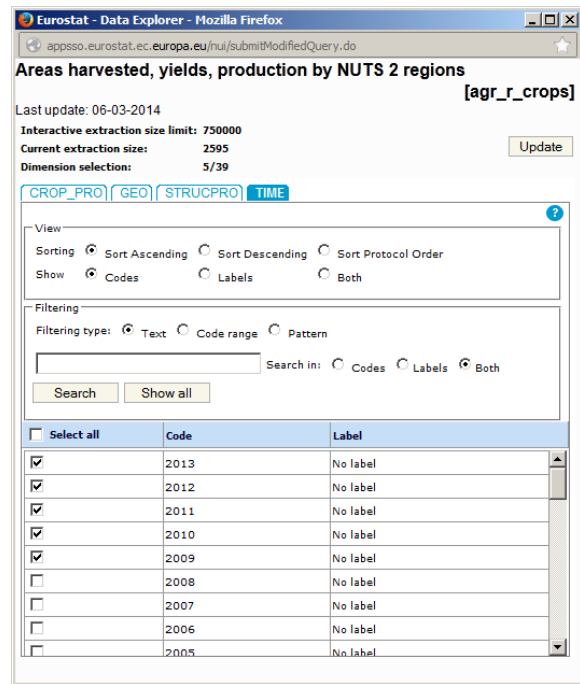 Eurostat - Data Explorer - Mozilla Firefox
appsso.eurostat.ec.europa.eu/nui/submitModifiedQuery.do
Areas harvested, yields, production by NUTS 2 regions
[agr_r_crops]
Last update: 06-03-2014
Interactive extraction size limit: 750000
Current extraction size: 2595
Update
Dimension selection: 5/39
CROP_PRO GEO STRUCPRO TIME
?
View
Sorting Sort Ascending Sort Descending Sort Protocol Order
Show Codes Labels Both
Filtering
Filtering type: Text Code range Pattern
Search in: Codes Labels Both
Search Show all
Select all Code Label
2013 No label
2012 No label
2011 No label
2010 No label
2009 No label
2008 No label
2007 No label
2006 No label
2005 No label